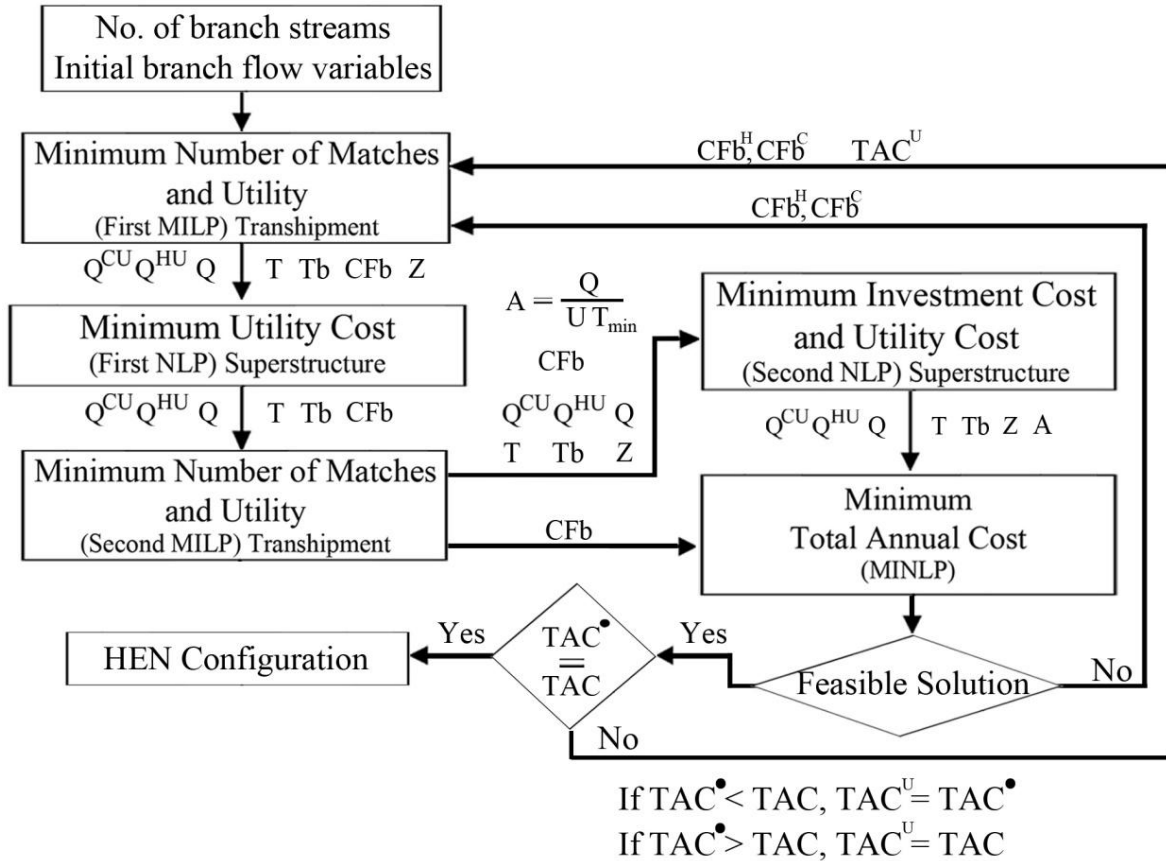 No. of branch streams
Initial branch flow variables
Minimum Number of Matches
and Utility
(First MILP) Transhipment
CFb^H, CFb^C TAC^U
CFb^H, CFb^C
Q^CU Q^HU Q T Tb CFb Z
Minimum Utility Cost
(First NLP) Superstructure
Q^CU Q^HU Q T Tb CFb
Minimum Number of Matches
and Utility
(Second MILP) Transhipment
A = Q / U T_min
CFb
Q^CU Q^HU Q
T Tb Z
CFb
Minimum Investment Cost
and Utility Cost
(Second NLP) Superstructure
Q^CU Q^HU Q T Tb Z A
Minimum
Total Annual Cost
(MINLP)
Feasible Solution
No
Yes
TAC^•
=
TAC
Yes
HEN Configuration
No
If TAC^• < TAC, TAC^U = TAC^•
If TAC^• > TAC, TAC^U = TAC